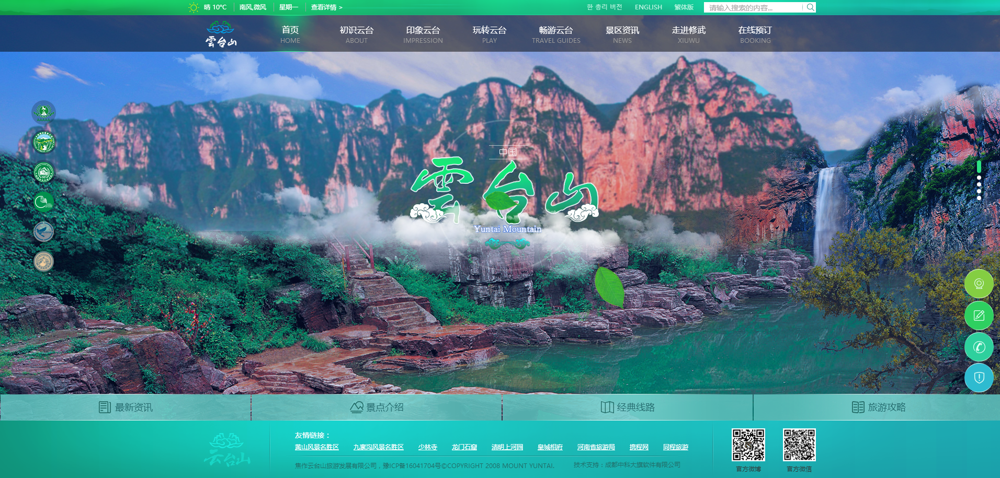 晴 10°C 南风,微风 星期一 查看详情 >
한 총리 버전 ENGLISH 繁体版 请输入搜索的内容...
雲台山
首页 初识云台 印象云台 玩转云台 畅游云台 景区资讯 走进修武 在线预订
HOME ABOUT IMPRESSION PLAY TRAVEL GUIDES NEWS XIUWU BOOKING
中国
雲台山
Yuntai Mountain
最新资讯 景点介绍 经典线路 旅游攻略
云台山
友情链接：
黄山风景名胜区 九寨沟风景名胜区 少林寺 龙门石窟 清明上河园 皇城相府 河南省旅游局 携程网 同程旅游
焦作云台山旅游发展有限公司，豫ICP备16041704号©COPYRIGHT 2008 MOUNT YUNTAI. 技术支持：成都中科大旗软件有限公司
官方微博 官方微信